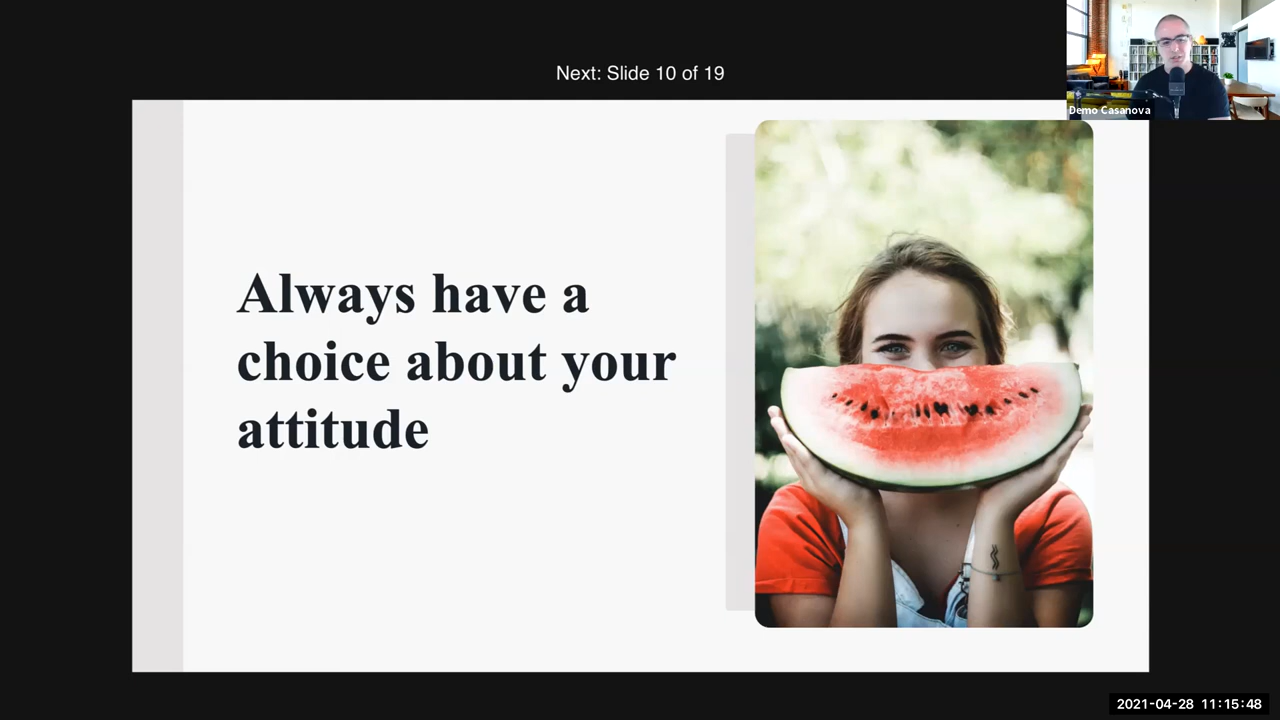 Next: Slide 10 of 19
Demo Casanova
Always have a
choice about your
attitude
2021-04-28 11:15:48